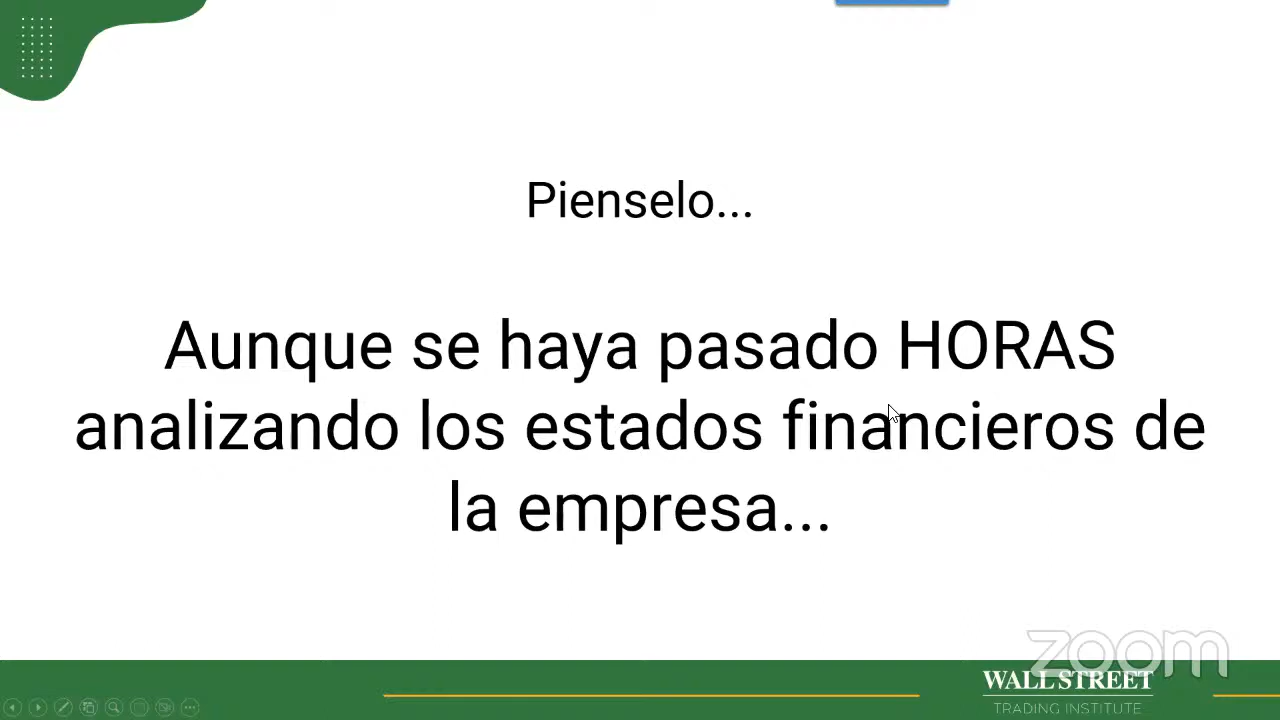 Pienselo...
Aunque se haya pasado HORAS
analizando los estados financieros de
la empresa...
zoom
WALL STREET
TRADING INSTITUTE